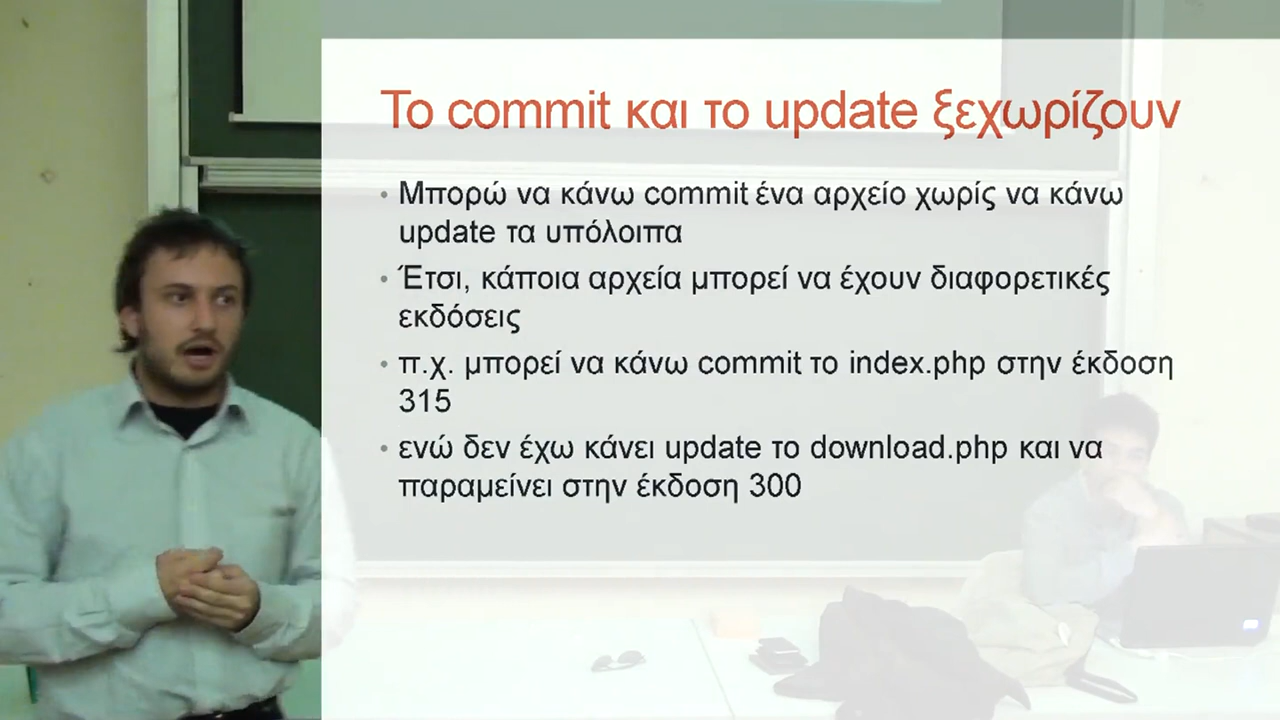 Το commit και το update ξεχωρίζουν
• Μπορώ να κάνω commit ένα αρχείο χωρίς να κάνω
update τα υπόλοιπα
• Έτσι, κάποια αρχεία μπορεί να έχουν διαφορετικές
εκδόσεις
• π.χ. μπορεί να κάνω commit το index.php στην έκδοση
315
• ενώ δεν έχω κάνει update το download.php και να
παραμείνει στην έκδοση 300